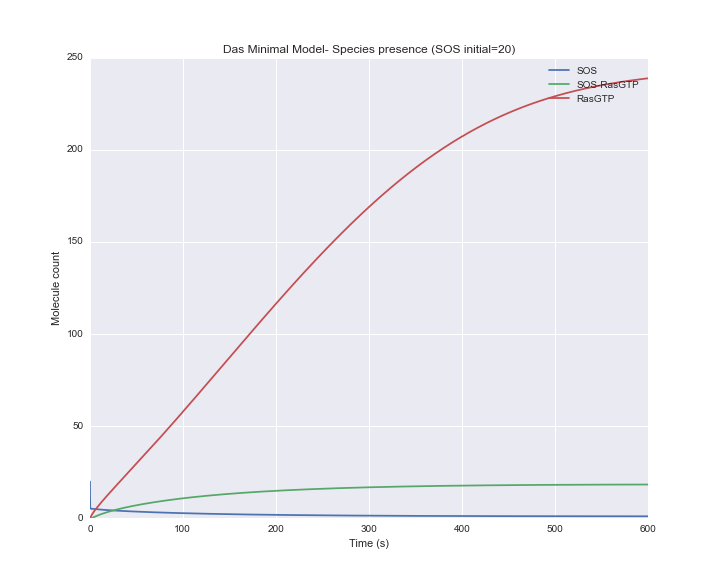 Das Minimal Model- Species presence (SOS initial=20)
250
200
150
100
50
0
Molecule count
SOS
SOS-RasGTP
RasGTP
0 100 200 300 400 500 600
Time (s)